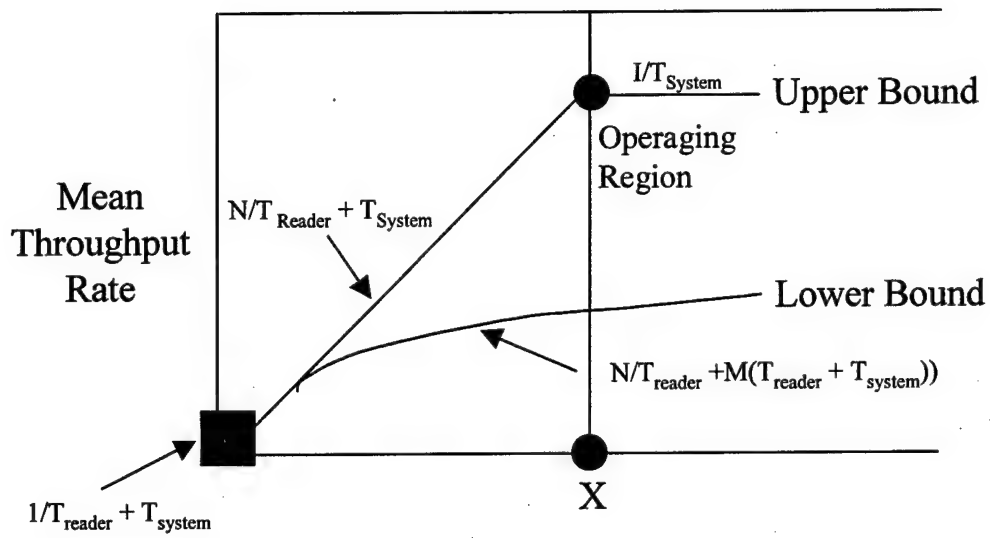 I/T_System
Upper Bound
Operaging
Region
Mean
Throughput
Rate
N/T_Reader + T_System
Lower Bound
N/T_reader +M(T_reader + T_system))
X
1/T_reader + T_system